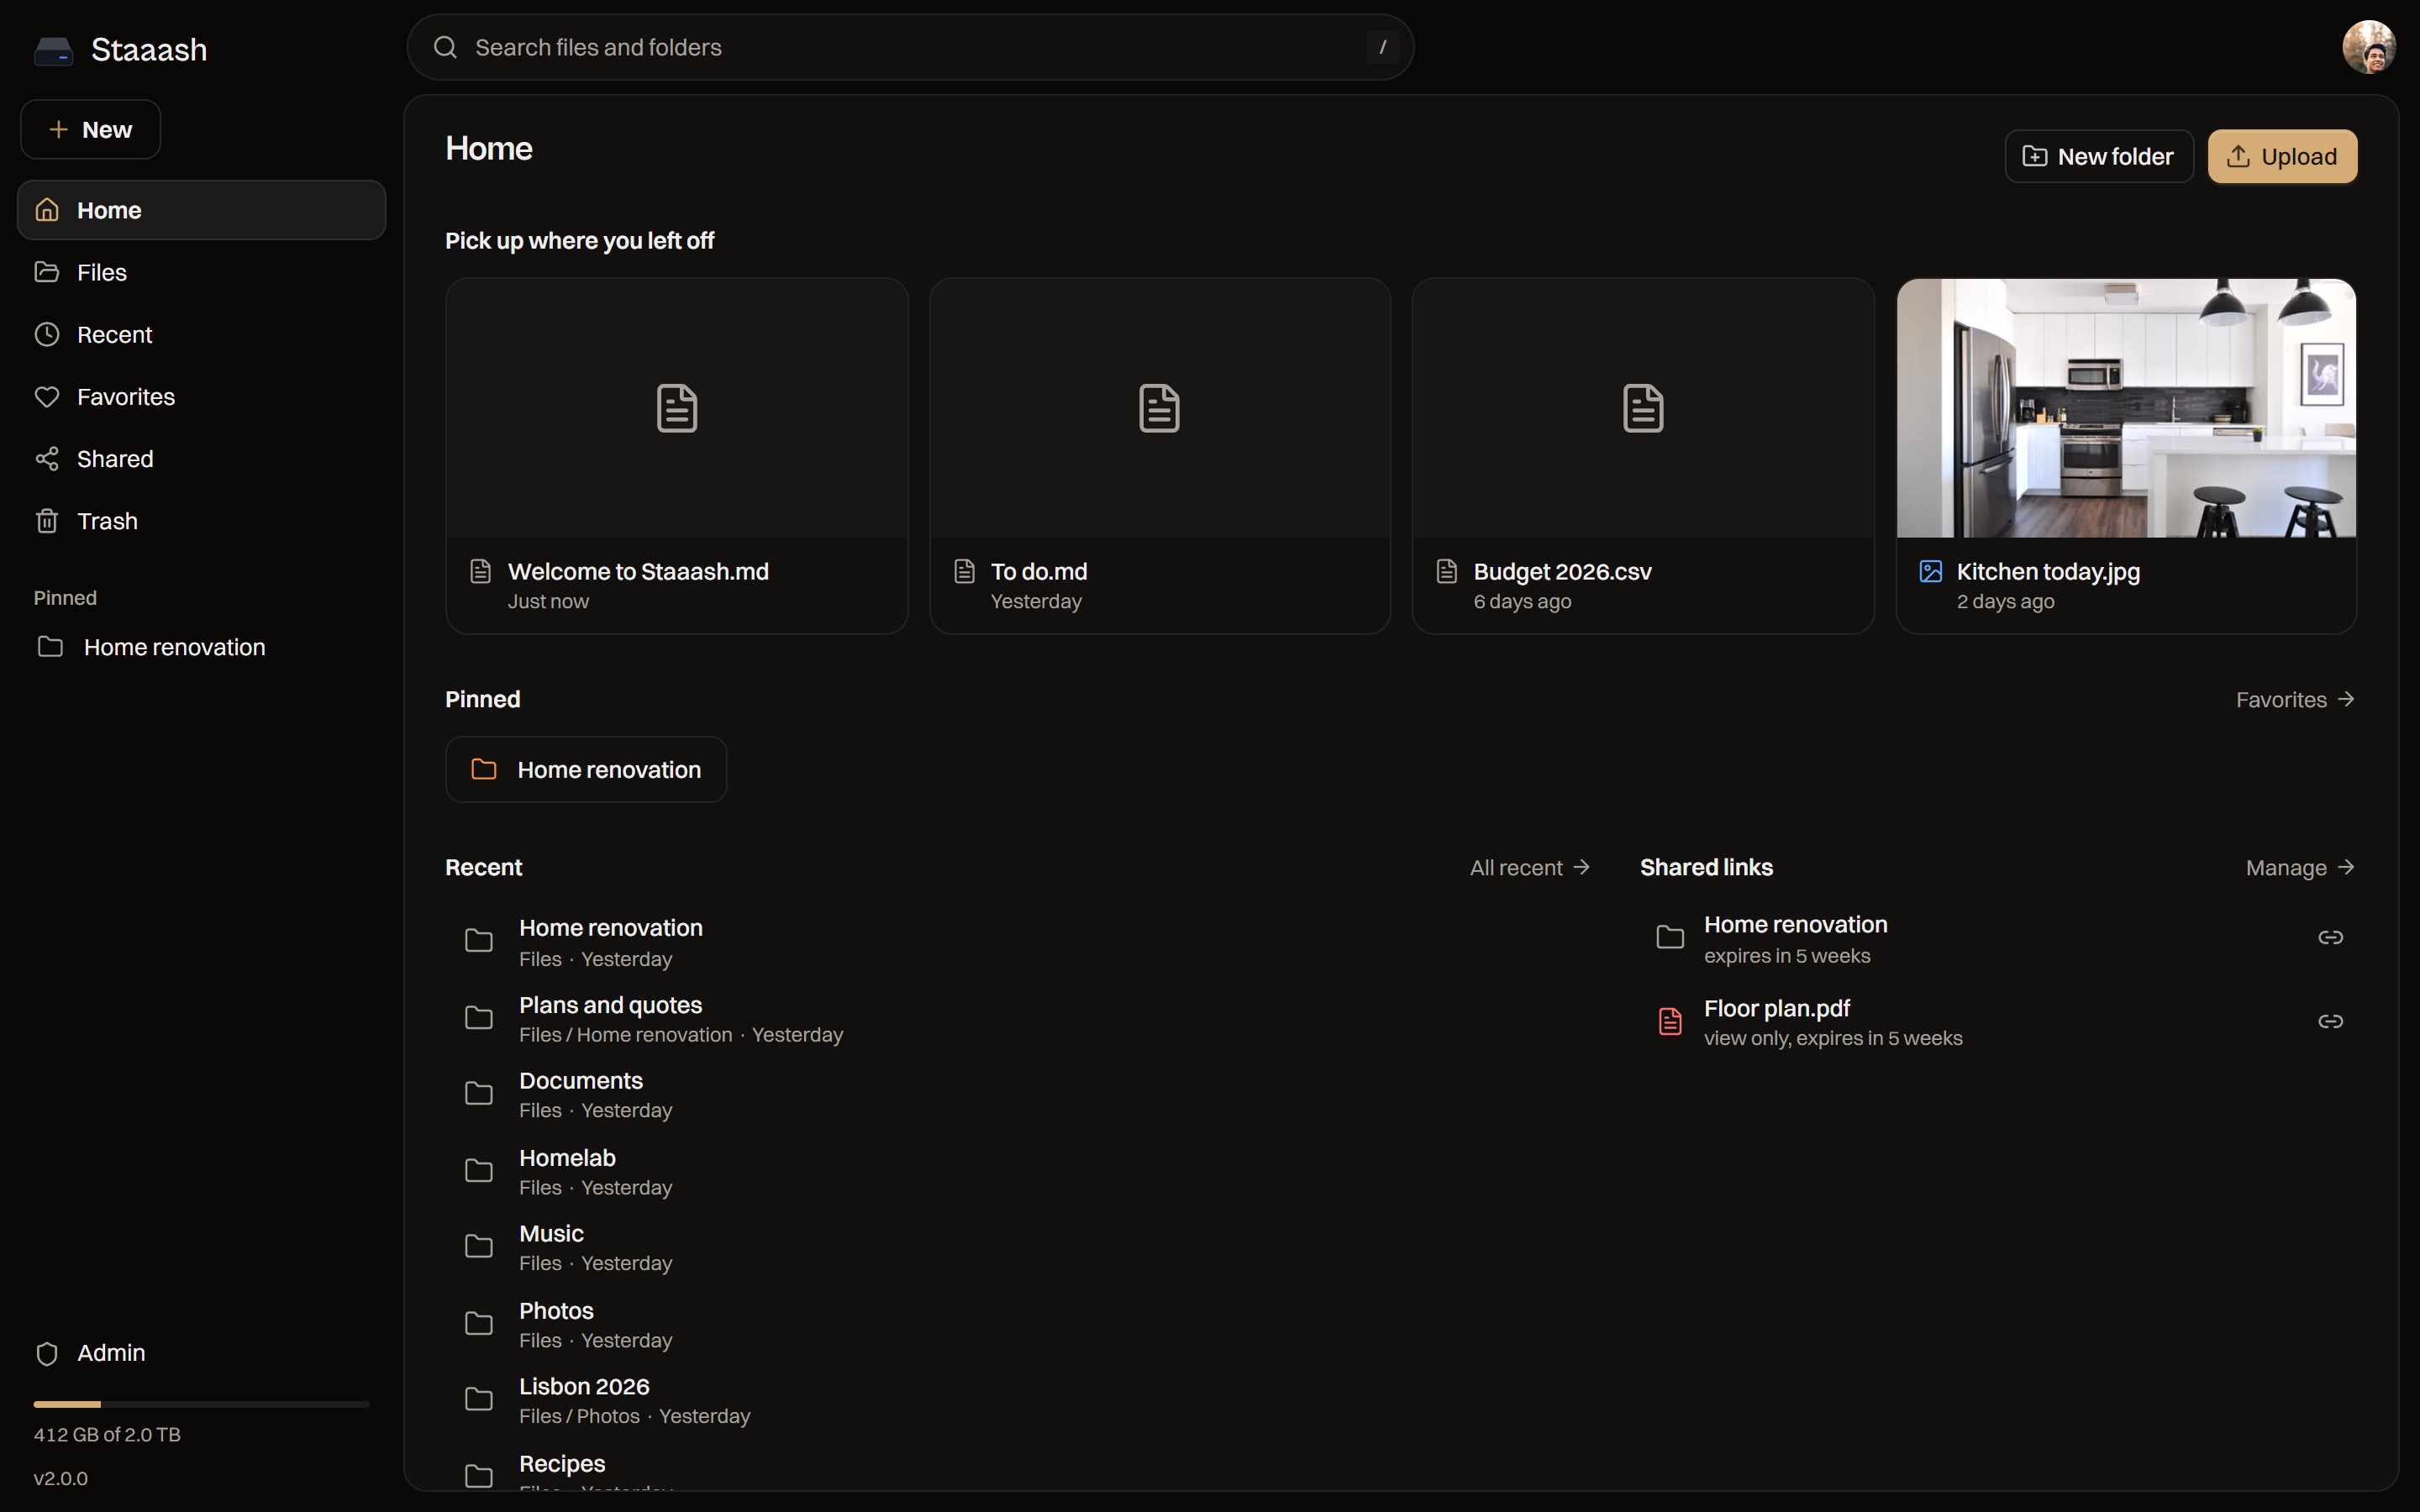 Staaash
Search files and folders
/
New
Home
Files
Recent
Favorites
Shared
Trash
Pinned
Home renovation
Admin
412 GB of 2.0 TB
v2.0.0
Home
New folder
Upload
Pick up where you left off
Welcome to Staaash.md
Just now
To do.md
Yesterday
Budget 2026.csv
6 days ago
Kitchen today.jpg
2 days ago
Pinned
Favorites
Home renovation
Recent
All recent
Home renovation
Files · Yesterday
Plans and quotes
Files / Home renovation · Yesterday
Documents
Files · Yesterday
Homelab
Files · Yesterday
Music
Files · Yesterday
Photos
Files · Yesterday
Lisbon 2026
Files / Photos · Yesterday
Recipes
Files · Yesterday
Shared links
Manage
Home renovation
expires in 5 weeks
Floor plan.pdf
view only, expires in 5 weeks